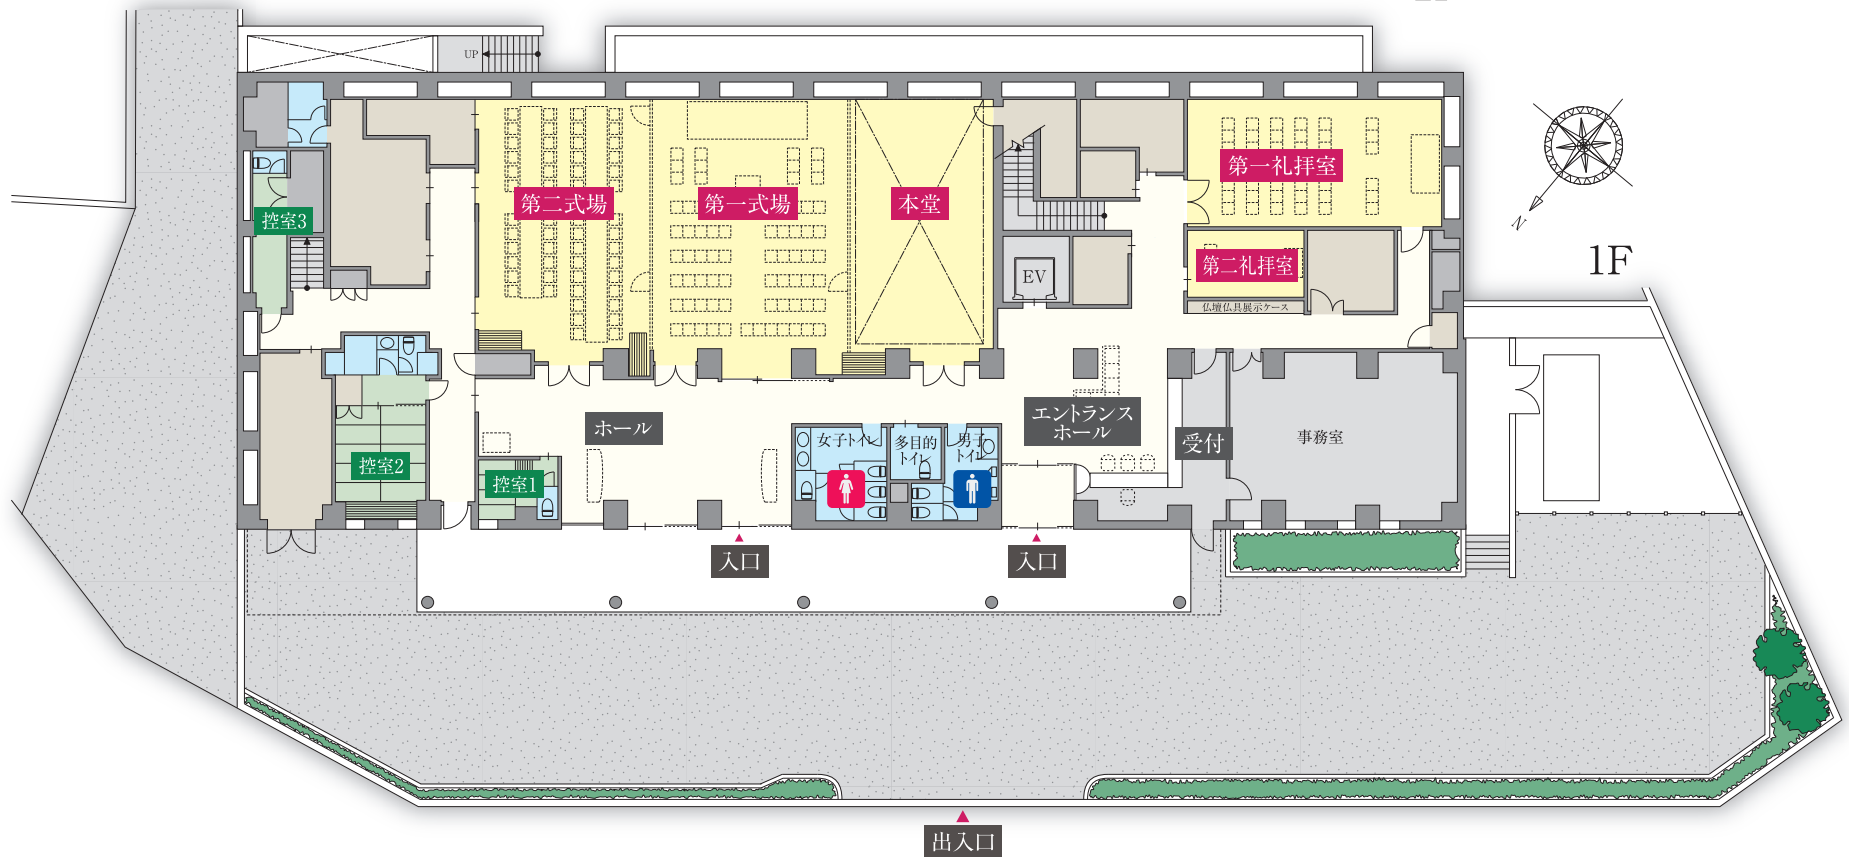 UP
第一礼拝室
第二式場
第一式場
本堂
控室3
N
1F
第二礼拝室
EV
仏壇仏具展示ケース
ホール
エントランス
ホール
受付
事務室
女子トイレ
多目的
トイレ
男子
トイレ
控室2
控室1
入口
入口
出入口